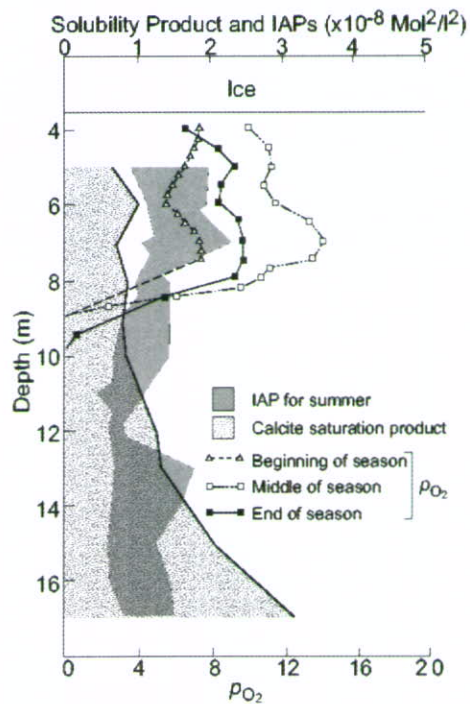 Solubility Product and IAPs (x10⁻⁸ Mol²/l²)
0 1 2 3 4 5
Ice
4
6
8
10
12
14
16
Depth (m)
IAP for summer
Calcite saturation product
Beginning of season
Middle of season
End of season
pO₂
0 4 8 12 16 20
pO₂